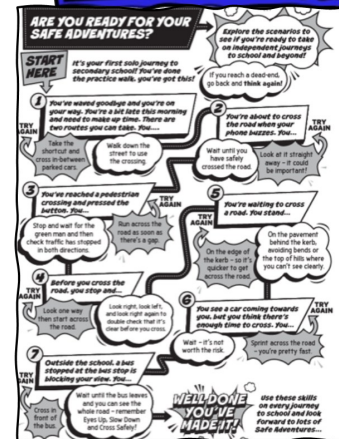 ARE YOU READY FOR YOUR
SAFE ADVENTURES?
Explore the scenarios to
see if you're ready to take
on independent journeys
to school and beyond!
START
HERE
It's your first solo journey to
secondary school! You've done
the practice walk, you've got this!
If you reach a dead-end,
go back and think again!
1
You've waved goodbye and you're on
your way. You're a bit late this morning
and need to make up time. There are
two routes you can take. You....
TRY
AGAIN
Take the
shortcut and
cross in-between
parked cars.
Walk down the
street to use
the crossing.
2
You're about to cross
the road when your
phone buzzes. You...
TRY
AGAIN
Wait until you
have safely
crossed the road.
Look at it straight
away - it could
be important!
3
You've reached a pedestrian
crossing and pressed the
button. You...
Stop and wait for the
green man and then
check traffic has stopped
in both directions.
Run across the
road as soon as
there's a gap.
TRY
AGAIN
5
You're waiting to cross
a road. You stand...
TRY
AGAIN
On the edge of
the kerb - so it's
quicker to get
across the road.
On the pavement
behind the kerb,
avoiding bends or
the top of hills where
you can't see clearly.
4
Before you cross the
road, you stop and...
TRY
AGAIN
Look one way
then start across
the road.
Look right, look left,
and look right again to
double check that it's
clear before you cross.
6
You see a car coming towards
you, but you think there's
enough time to cross. You...
TRY
AGAIN
Wait - it's not
worth the risk.
Sprint across the road
- you're pretty fast.
7
Outside the school, a bus
stopped at the bus stop is
blocking your view. You...
TRY
AGAIN
Cross in
front of
the bus.
Wait until the bus leaves
and you can see the
whole road - remember
Eyes Up, Slow Down
and Cross Safely!
WELL DONE
YOU'VE
MADE IT!
Use these skills
on every journey
to school and look
forward to lots of
Safe Adventures...